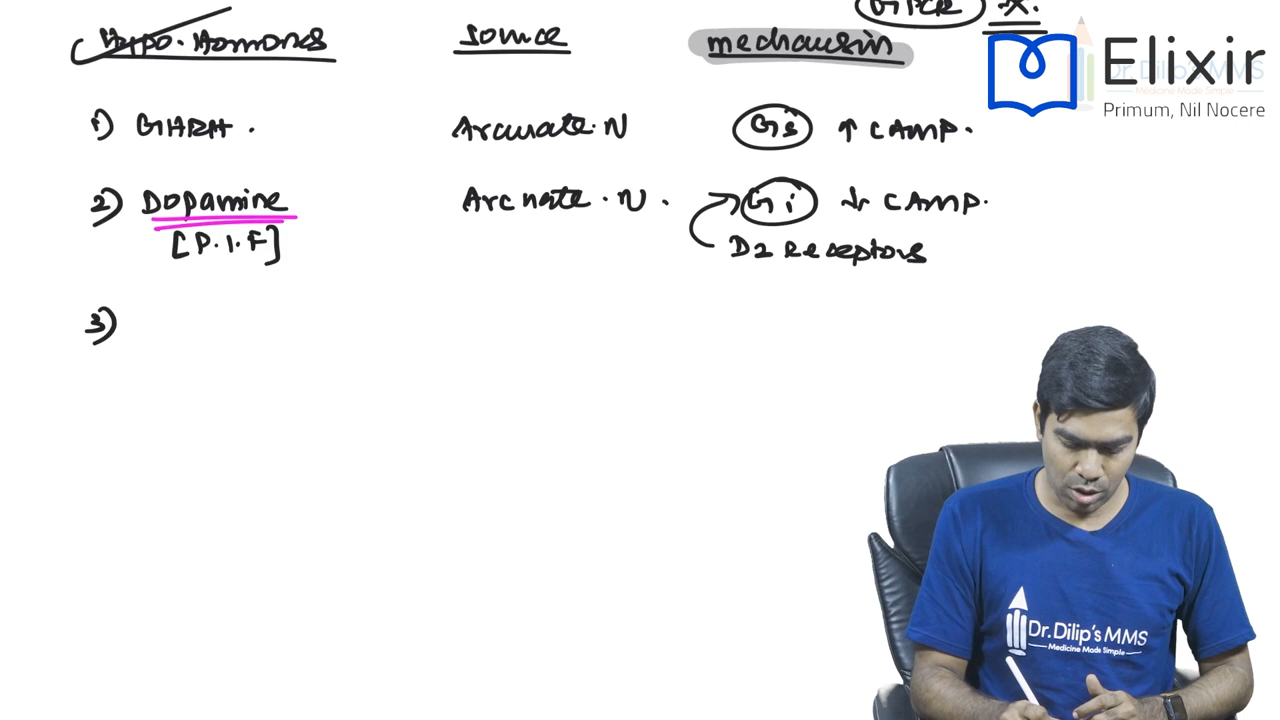 GPCR *.
Hypo. Hormones source mechanism
Elixir
Dr. Dilip's MMS
Medicine Made Simple
Primum, Nil Nocere
1) GHRH. Arcuate. N Gs ↑ CAMP.
2) Dopamine Arcuate. N. Gi ↓ CAMP.
[P.I.F] D2 receptors
3)
Dr.Dilip's MMS
Medicine Made Simple